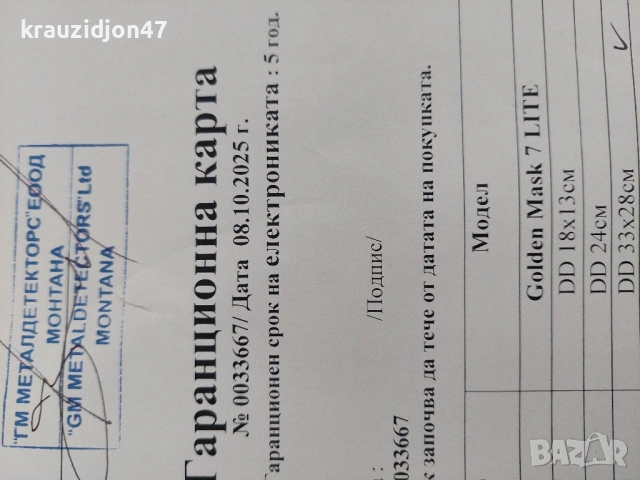 krauzidjon47
"ГМ МЕТАЛДЕТЕКТОРС"ЕООД
МОНТАНА
"GM METALDETECTORS"Ltd
MONTANA
Гаранционна карта
№ 0033667/ Дата 08.10.2025 г.
Гаранционен срок на електрониката : 5 год.
/Подпис/
033667
к започва да тече от датата на покупката.
Модел
Golden Mask 7 LITE
DD 18x13см
DD 24см
DD 33x28см
BAZAR